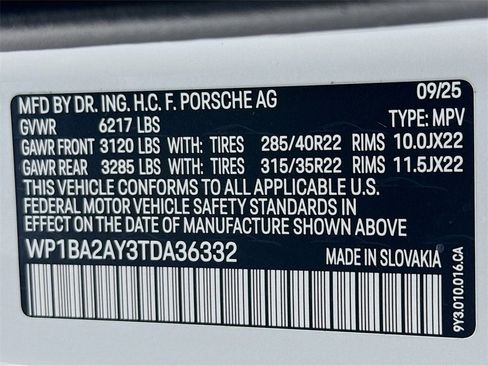 09/25
MFD BY DR. ING. H.C. F. PORSCHE AG
GVWR 6217 LBS TYPE: MPV
GAWR FRONT 3120 LBS WITH: TIRES 285/40R22 RIMS 10.0JX22
GAWR REAR 3285 LBS WITH: TIRES 315/35R22 RIMS 11.5JX22
THIS VEHICLE CONFORMS TO ALL APPLICABLE U.S.
FEDERAL MOTOR VEHICLE SAFETY STANDARDS IN
EFFECT ON THE DATE OF MANUFACTURE SHOWN ABOVE
WP1BA2AY3TDA36332 MADE IN SLOVAKIA
9Y3.010.016.CA